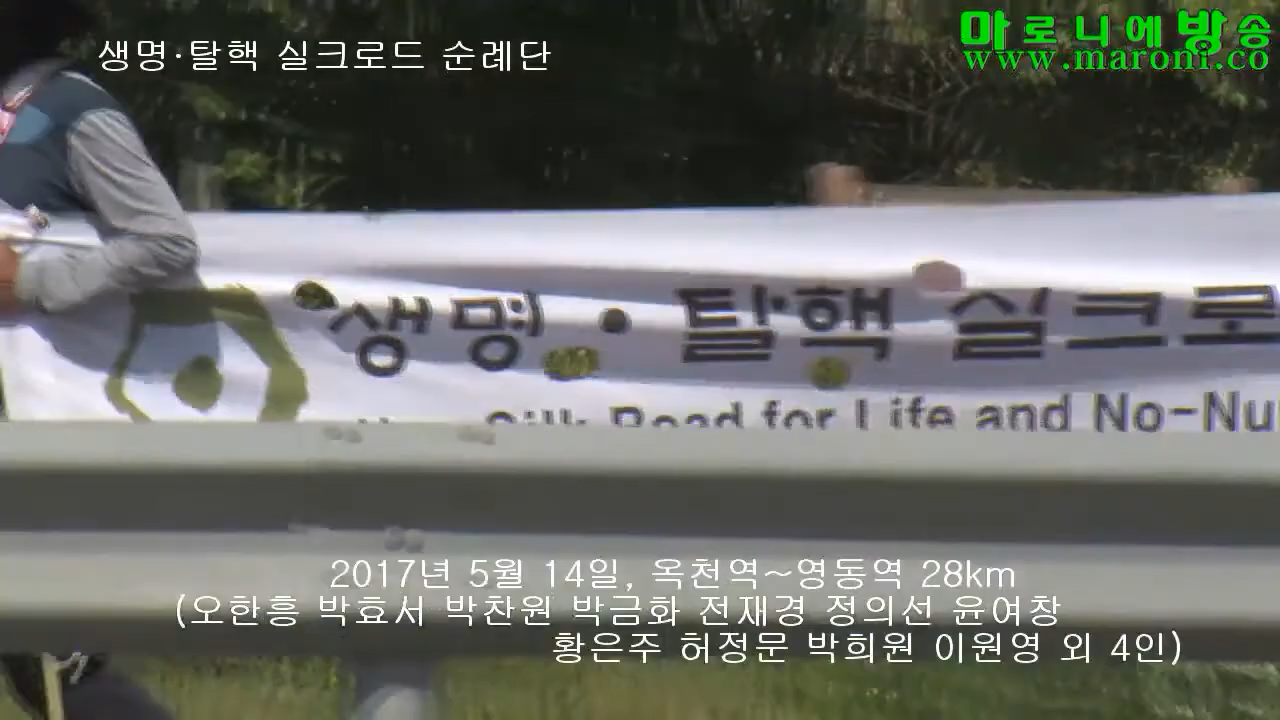 생명·탈핵 실크로드 순례단
마로니에방송
www.maroni.co
생명·탈핵 실크로
Silk Road for Life and No-Nu
2017년 5월 14일, 옥천역~영동역 28km
(오한흥 박효서 박찬원 박금화 전재경 정의선 윤여창
황은주 허정문 박희원 이원영 외 4인)